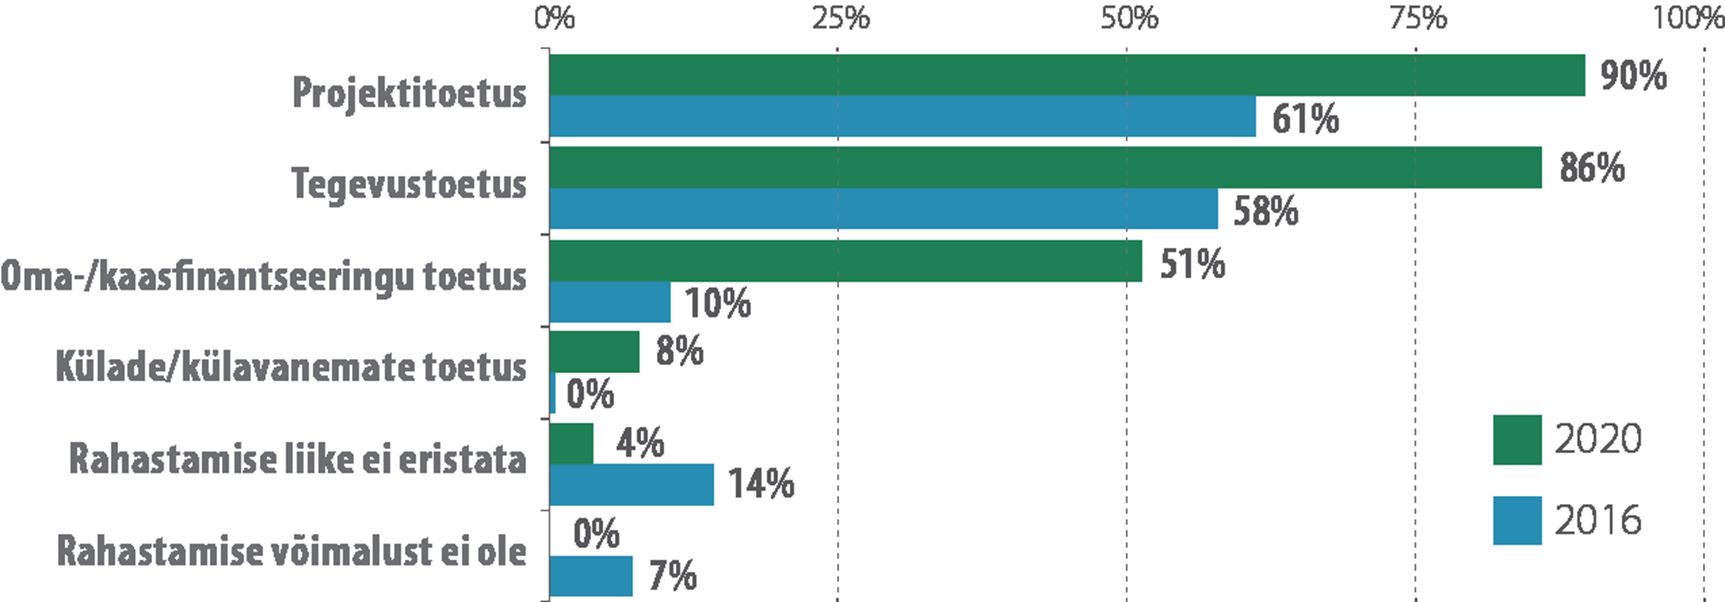 0% 25% 50% 75% 100%
Projektitoetus 90%
61%
Tegevustoetus 86%
58%
Oma-/kaasfinantseeringu toetus 51%
10%
Külade/külavanemate toetus 8%
0%
Rahastamise liike ei eristata 4%
14%
Rahastamise võimalust ei ole 0%
7%
2020
2016